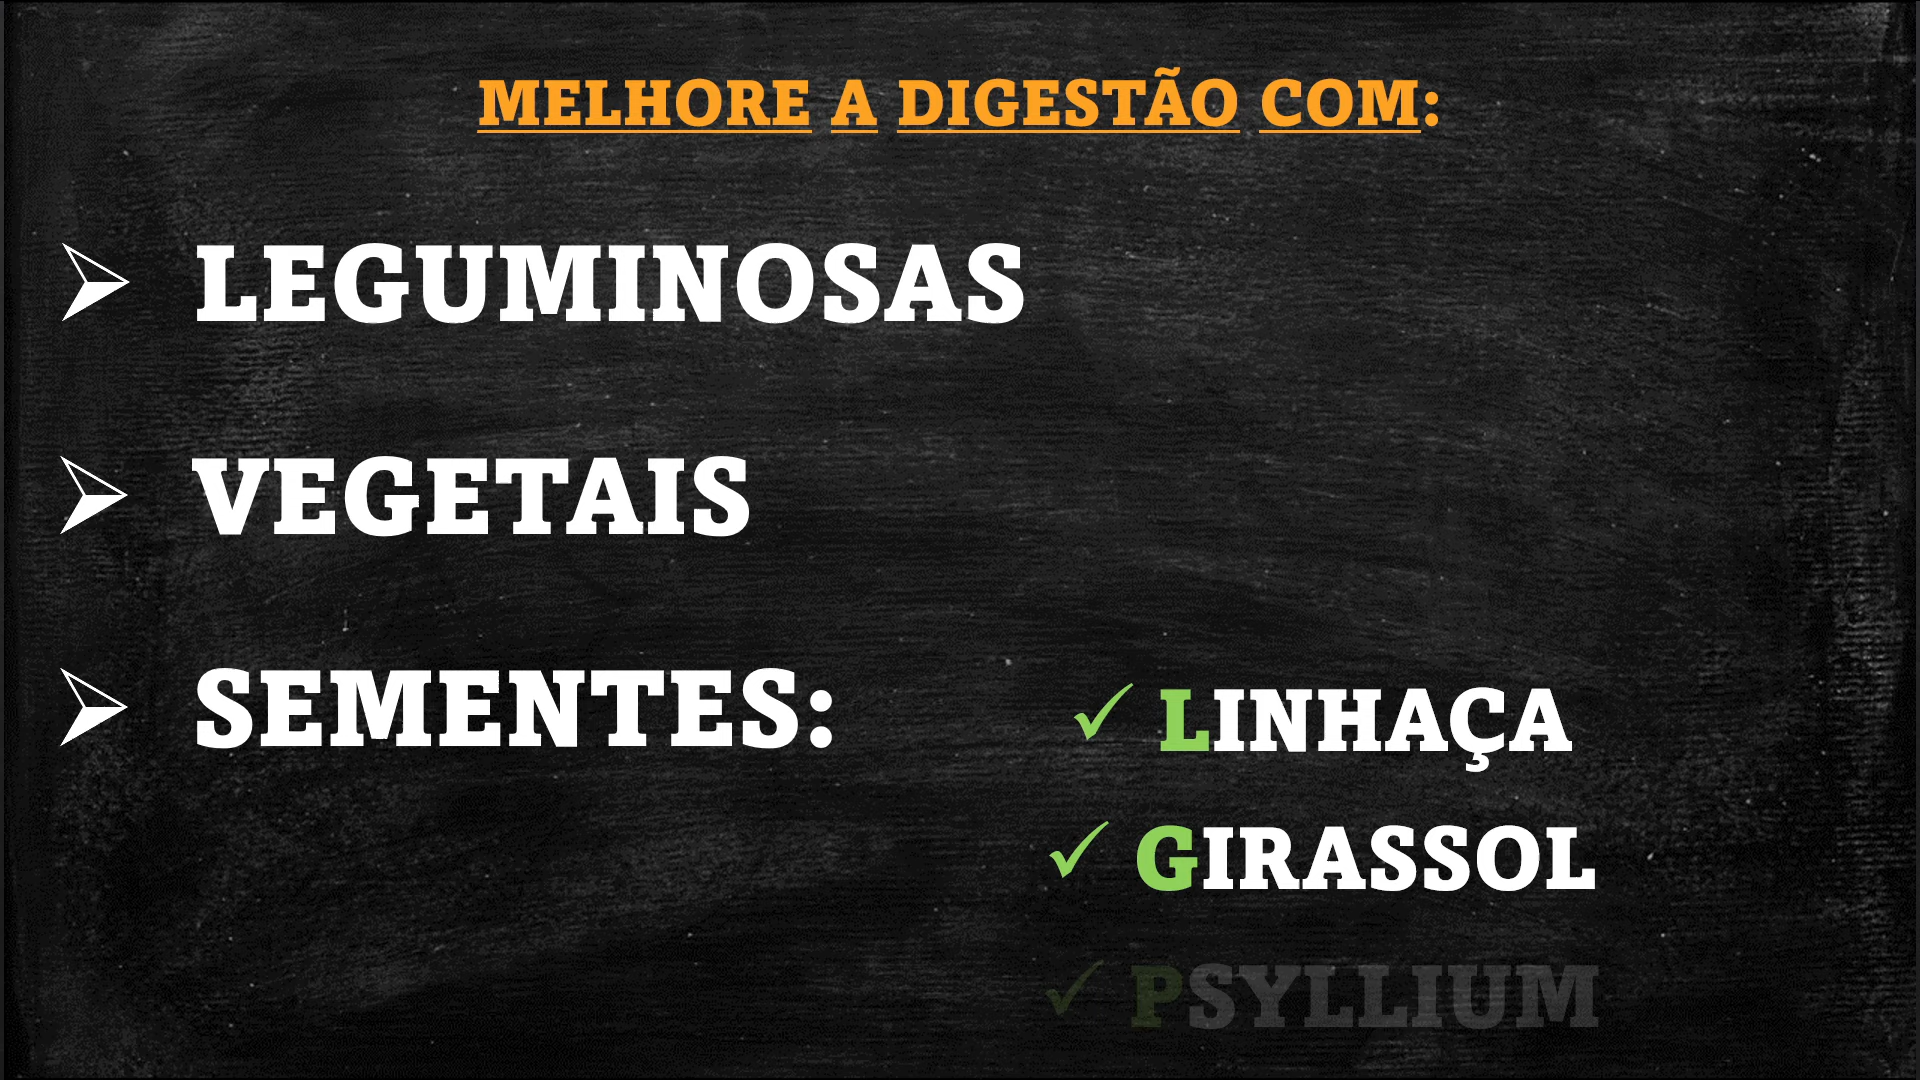 MELHORE A DIGESTÃO COM:
LEGUMINOSAS
VEGETAIS
SEMENTES:
LINHAÇA
GIRASSOL
PSYLLIUM